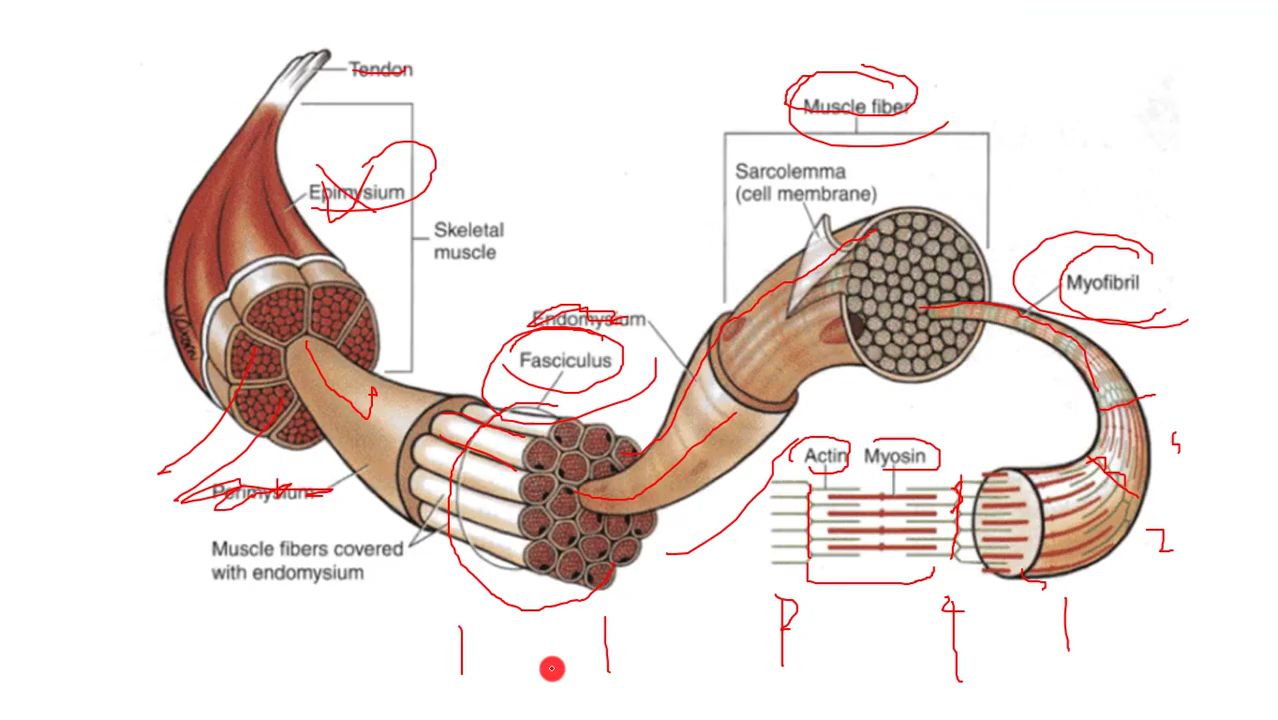 Tendon
Muscle fiber
Sarcolemma
(cell membrane)
Epimysium
Skeletal
muscle
Myofibril
Endomysium
Fasciculus
Actin Myosin
Perimysium
Muscle fibers covered
with endomysium